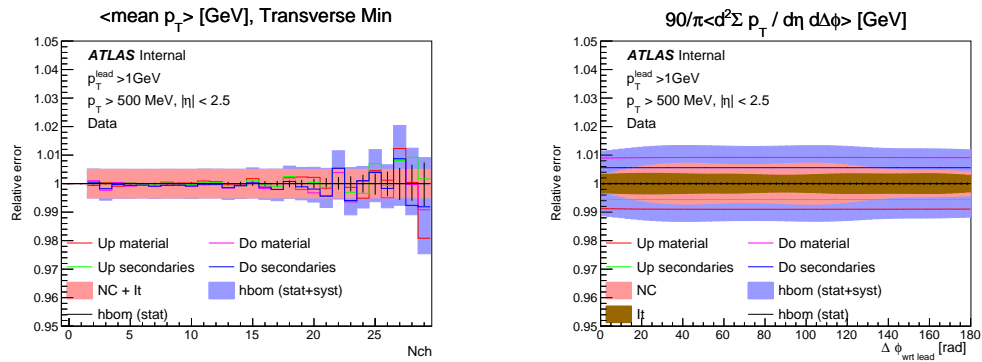 <mean p_T> [GeV], Transverse Min
Relative error
1.05
1.04
1.03
1.02
1.01
1
0.99
0.98
0.97
0.96
0.95
ATLAS Internal
p_T^lead >1GeV
p_T > 500 MeV, |η| < 2.5
Data
Up material
Do material
Up secondaries
Do secondaries
NC + It
hbom (stat+syst)
hbom (stat)
0 5 10 15 20 25
Nch
90/π<d²Σ p_T / dη dΔϕ> [GeV]
Relative error
1.05
1.04
1.03
1.02
1.01
1
0.99
0.98
0.97
0.96
0.95
ATLAS Internal
p_T^lead >1GeV
p_T > 500 MeV, |η| < 2.5
Data
Up material
Do material
Up secondaries
Do secondaries
NC
hbom (stat+syst)
It
hbom (stat)
0 20 40 60 80 100 120 140 160 180
Δ ϕ_wrt lead [rad]